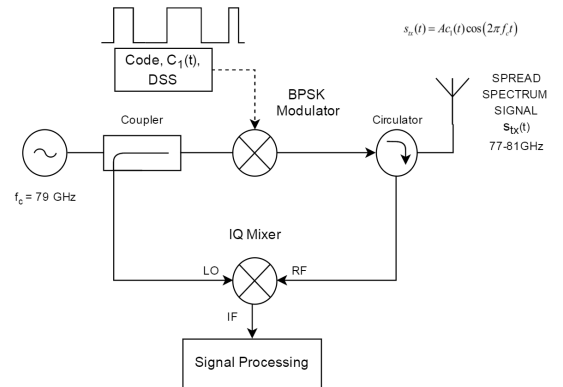 s_tx(t) = Ac_1(t)cos(2πf_c t)
Code, C_1(t),
DSS
BPSK
Modulator
SPREAD
SPECTRUM
SIGNAL
s_tx(t)
77-81GHz
Coupler
Circulator
f_c = 79 GHz
IQ Mixer
LO
RF
IF
Signal Processing